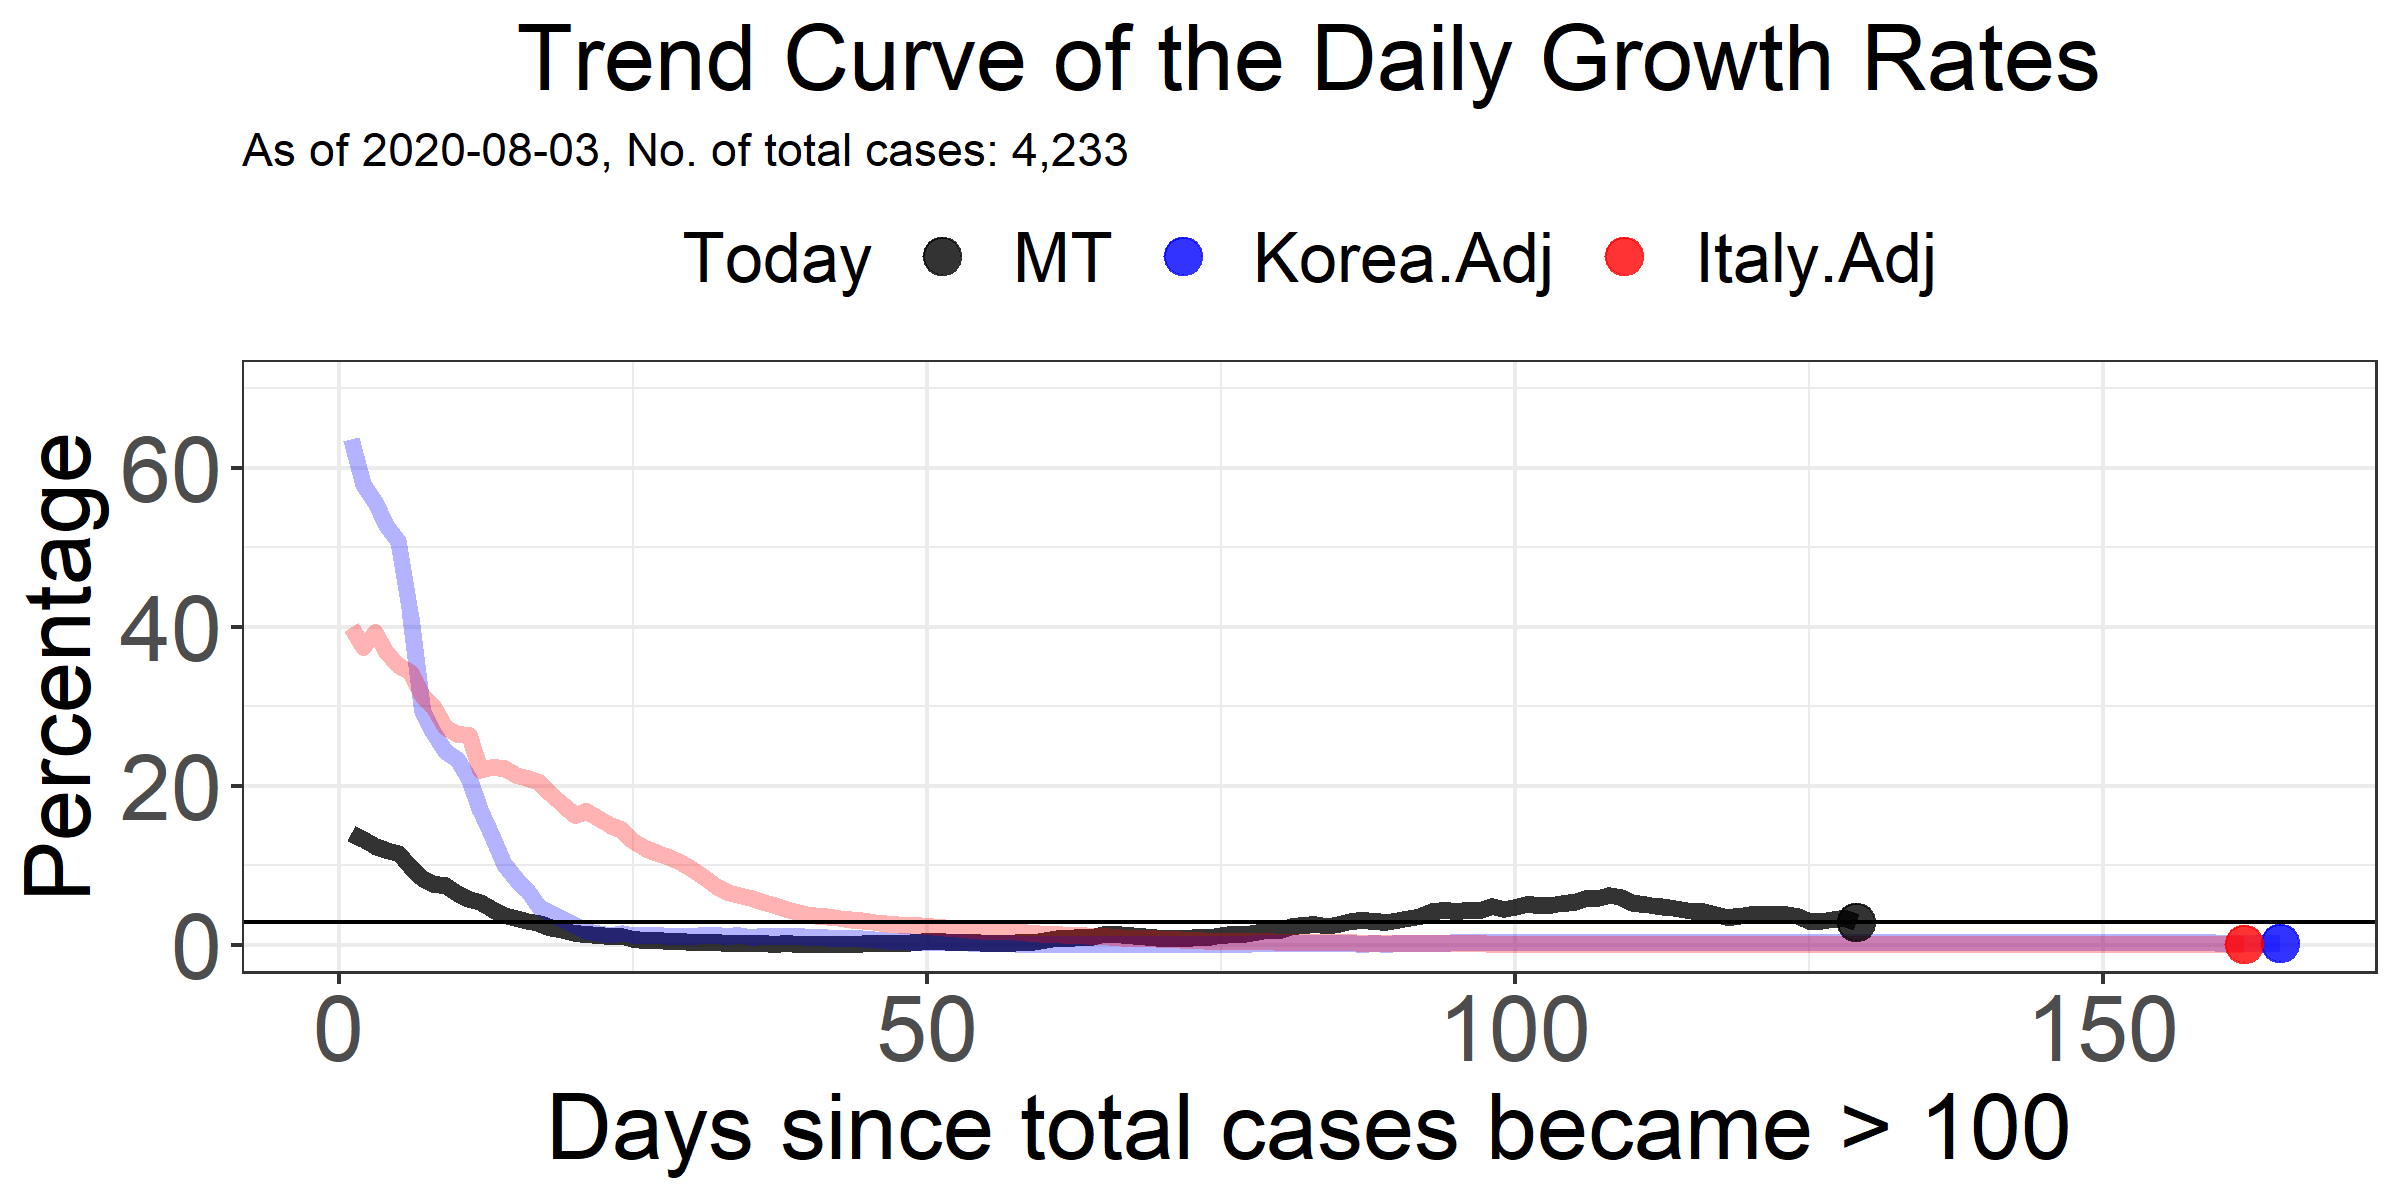 Trend Curve of the Daily Growth Rates
As of 2020-08-03, No. of total cases: 4,233
Today MT Korea.Adj Italy.Adj
Percentage
60
40
20
0
0 50 100 150
Days since total cases became > 100